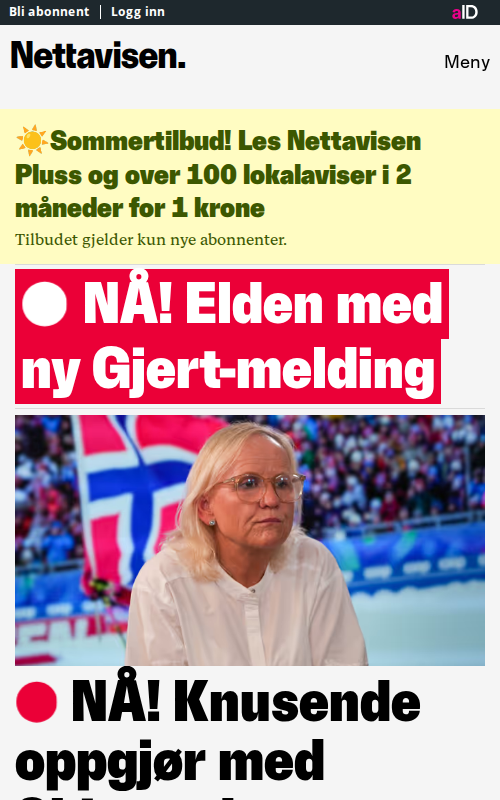 Bli abonnent
Logg inn
aID
Nettavisen.
Meny
Sommertilbud! Les Nettavisen
Pluss og over 100 lokalaviser i 2
måneder for 1 krone
Tilbudet gjelder kun nye abonnenter.
NÅ! Elden med
ny Gjert-melding
NÅ! Knusende
oppgjør med